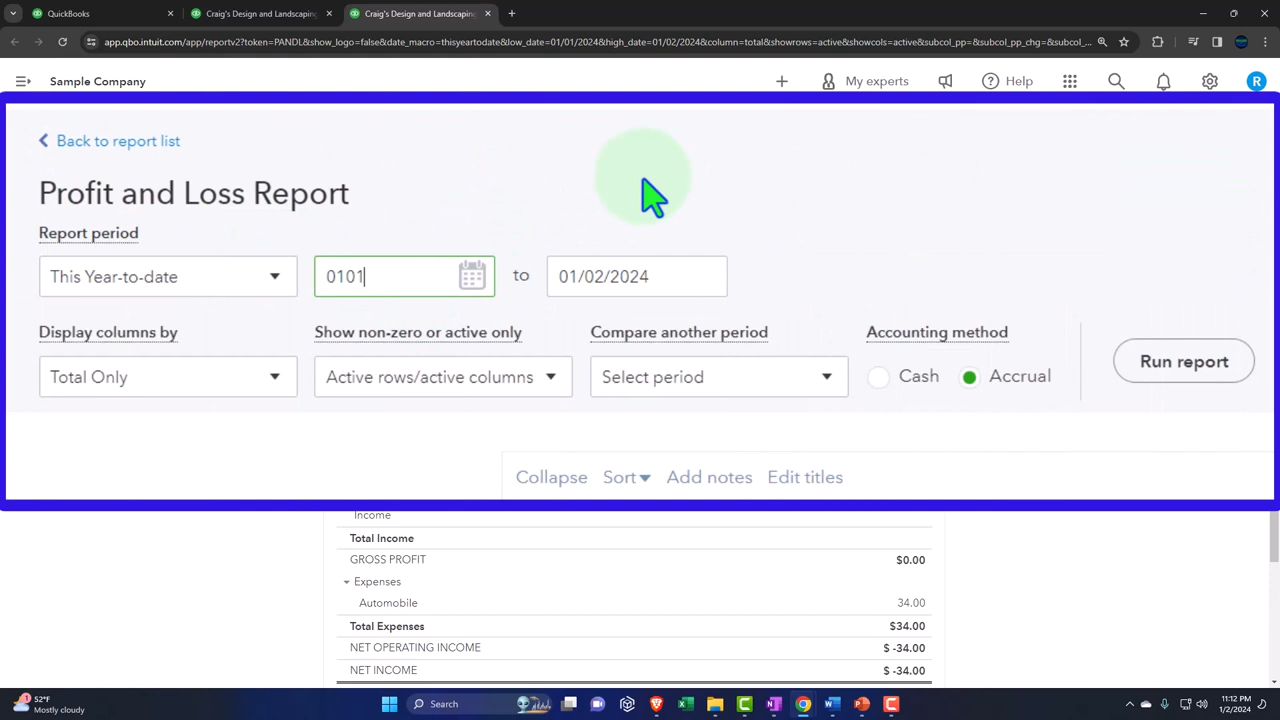 QuickBooks
Craig's Design and Landscaping
Craig's Design and Landscaping
app.qbo.intuit.com/app/reportv2?token=PANDL&show_logo=false&date_macro=thisyeartodate&low_date=01/01/2024&high_date=01/02/2024&column=total&showrows=active&showcols=active&subcol_pp=&subcol_pp_chg=&subcol_...
Sample Company
My experts
Help
R
Back to report list
Profit and Loss Report
Report period
This Year-to-date
0101
to
01/02/2024
Display columns by
Show non-zero or active only
Compare another period
Accounting method
Total Only
Active rows/active columns
Select period
Cash
Accrual
Run report
Collapse
Sort
Add notes
Edit titles
Income
Total Income
GROSS PROFIT $0.00
Expenses
Automobile 34.00
Total Expenses $34.00
NET OPERATING INCOME $ -34.00
NET INCOME $ -34.00
1
52°F
Mostly cloudy
Search
11:12 PM
1/2/2024